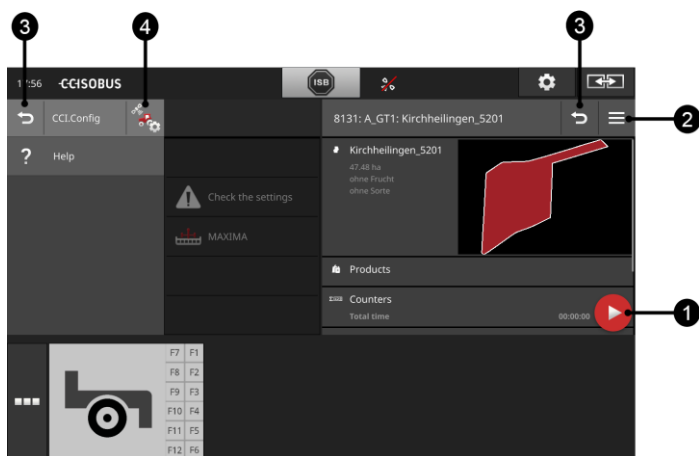 3
4
3
17:56
CCISOBUS
ISB
CCI.Config
8131: A_GT1: Kirchheilingen_5201
2
? Help
Kirchheilingen_5201
47.48 ha
ohne Frucht
ohne Sorte
Check the settings
MAXIMA
Products
Counters
Total time 00:00:00
1
F7 F1
F8 F2
F9 F3
F10 F4
F11 F5
F12 F6